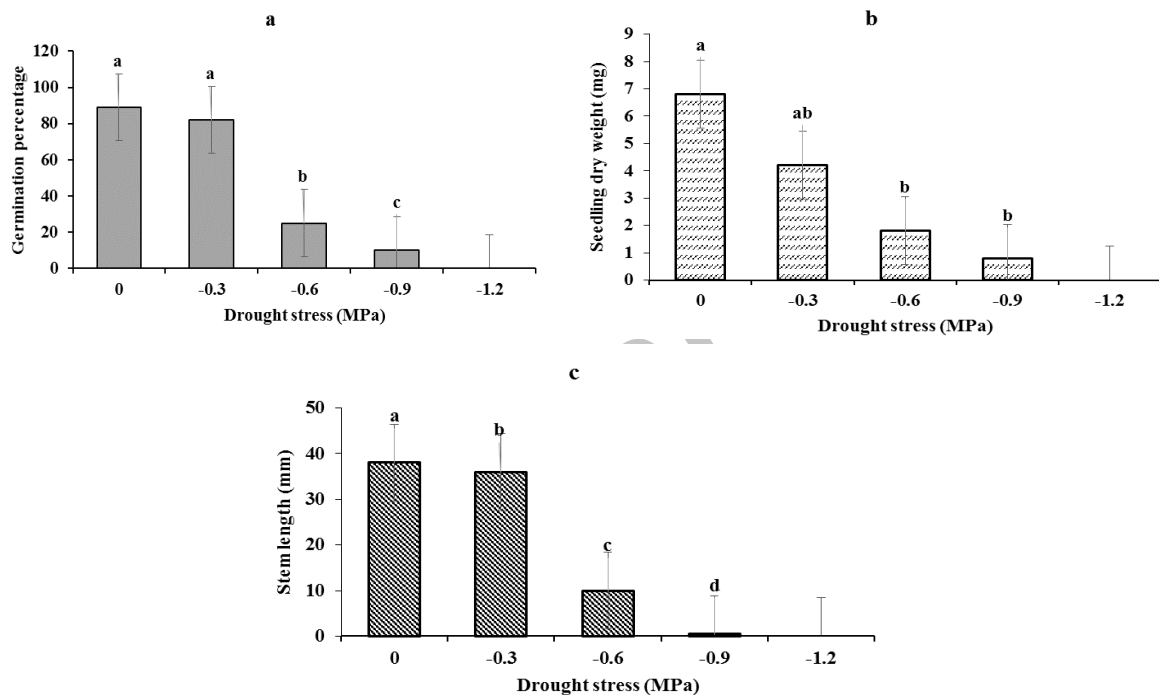 a
Germination percentage
120
100
80
60
40
20
0
a
a
b
c
0 -0.3 -0.6 -0.9 -1.2
Drought stress (MPa)
b
Seedling dry weight (mg)
9
8
7
6
5
4
3
2
1
0
a
ab
b
b
0 -0.3 -0.6 -0.9 -1.2
Drought stress (MPa)
c
Stem length (mm)
50
40
30
20
10
0
a
b
c
d
0 -0.3 -0.6 -0.9 -1.2
Drought stress (MPa)